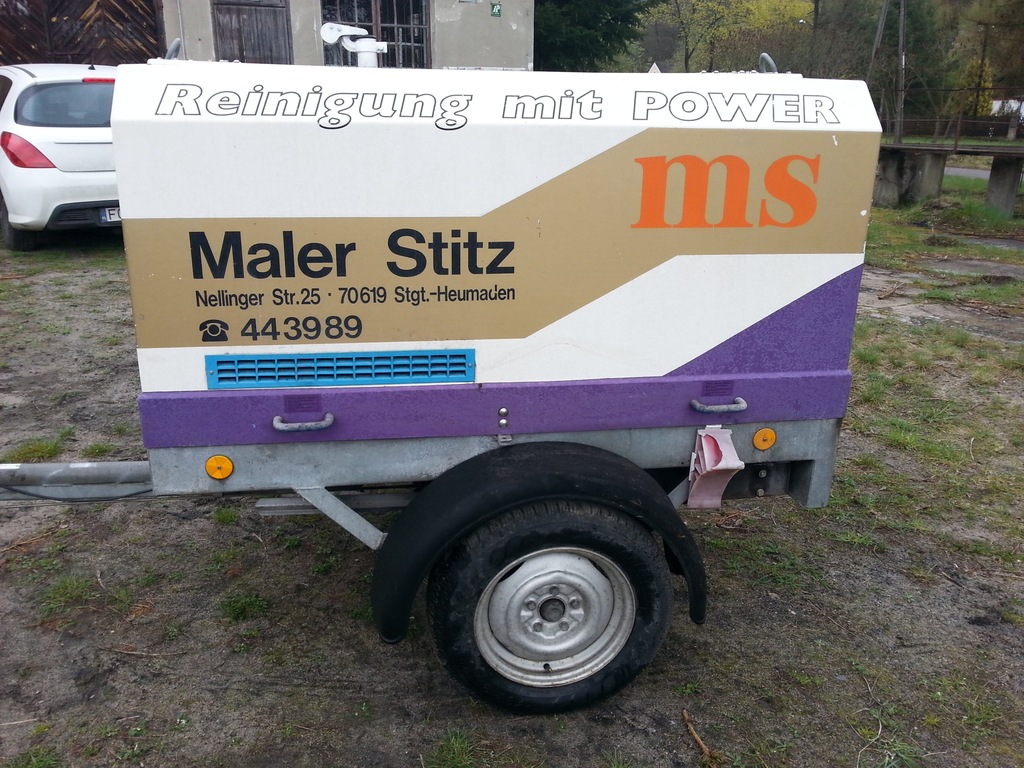 Reinigung mit POWER
ms
Maler Stitz
Nellinger Str.25 · 70619 Stgt.-Heumaden
443989